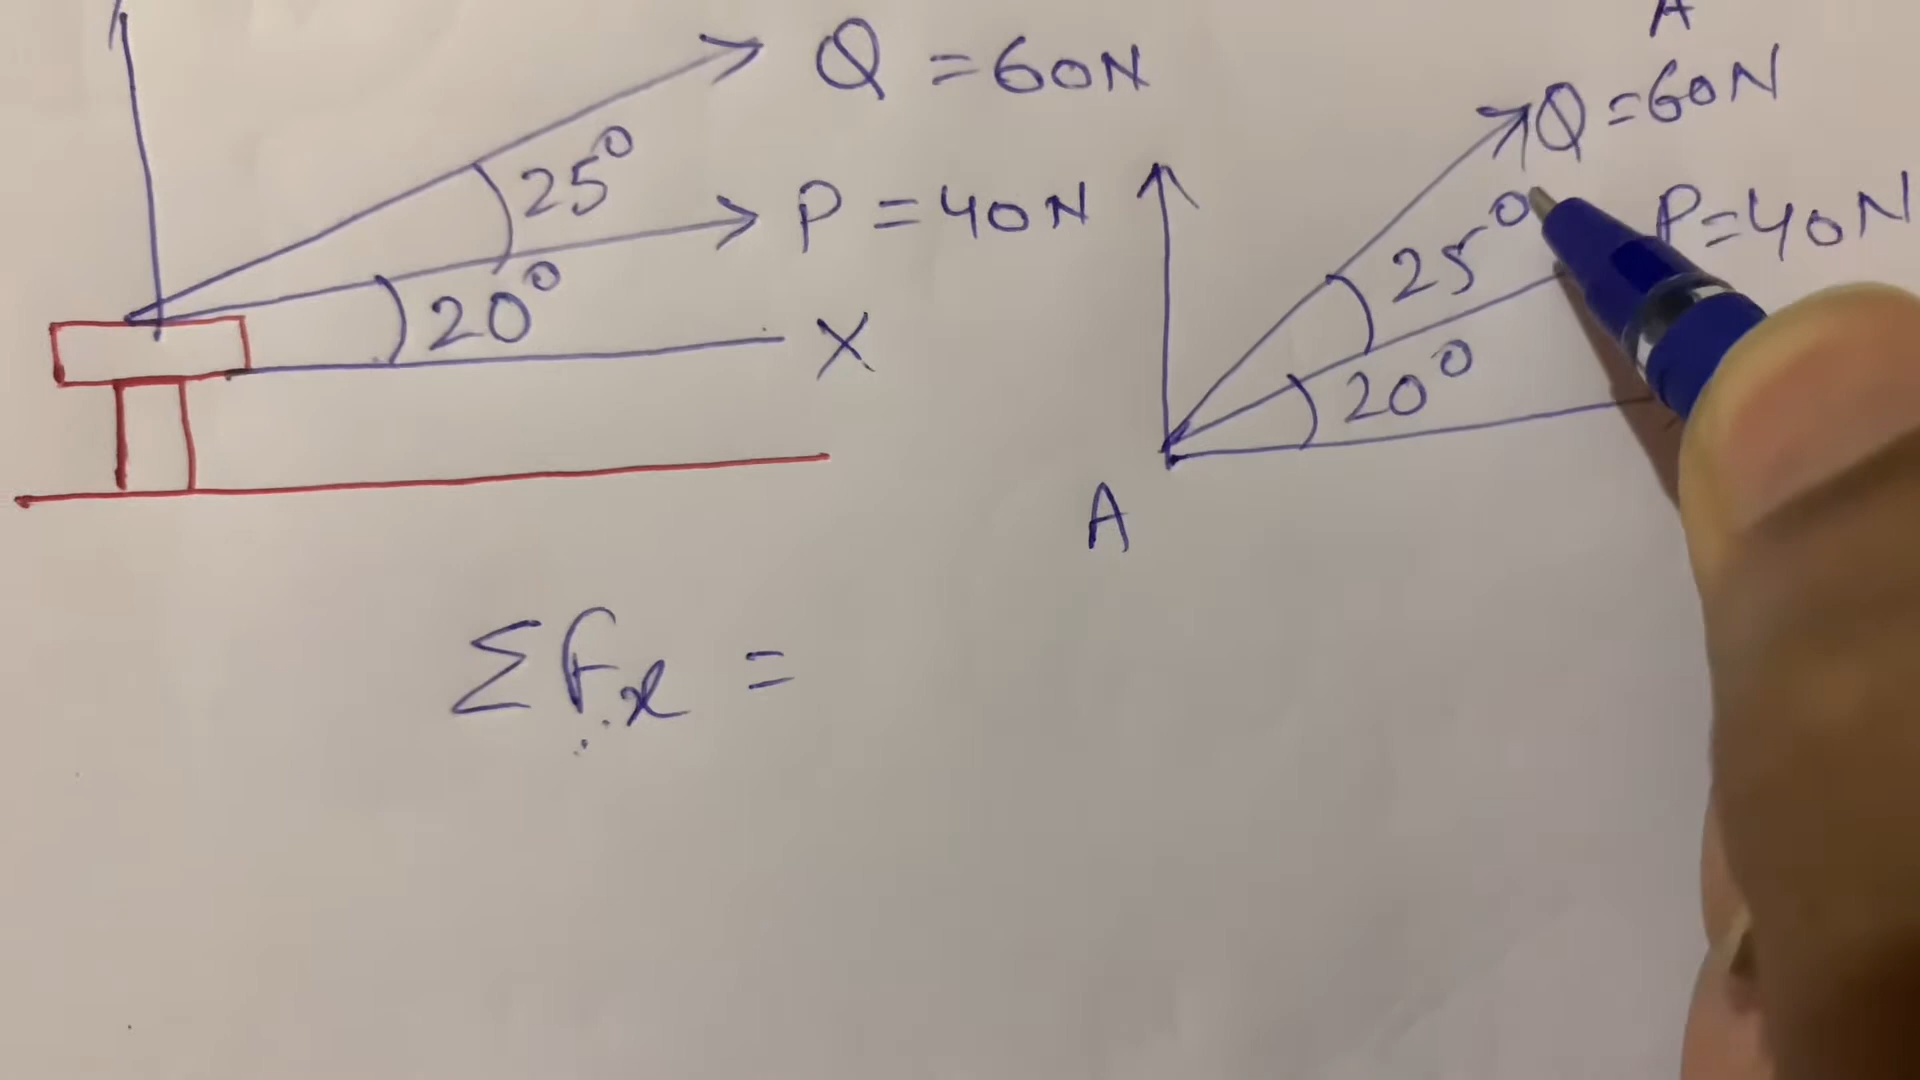 Q = 60N
25°
P = 40N
20°
X
A
Q = 60N
P = 40N
25°
20°
A
ΣFx =